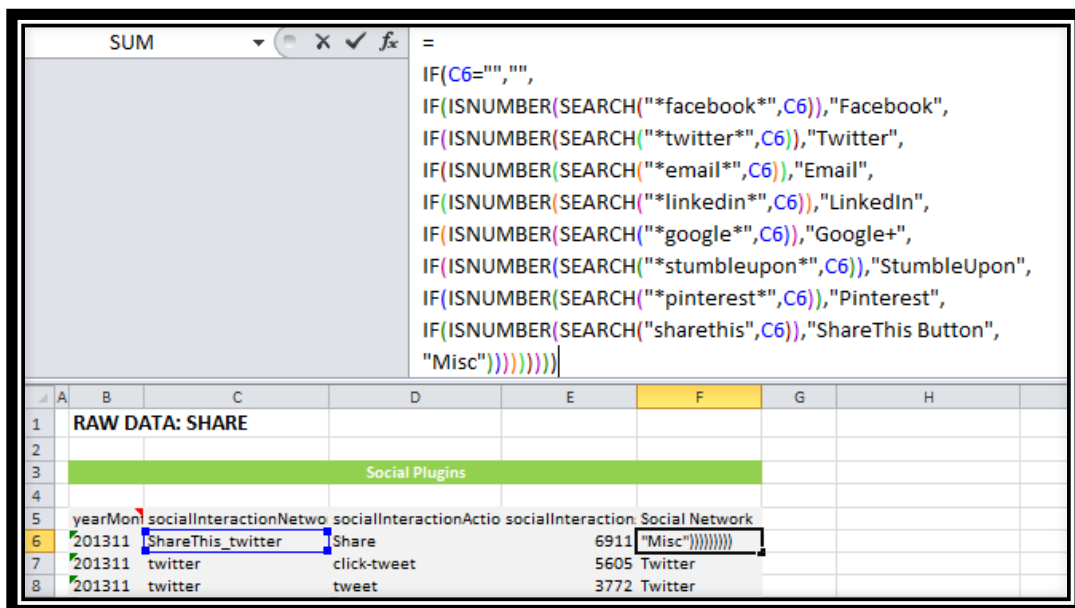 SUM fx =
IF(C6="","",
IF(ISNUMBER(SEARCH("*facebook*",C6)),"Facebook",
IF(ISNUMBER(SEARCH("*twitter*",C6)),"Twitter",
IF(ISNUMBER(SEARCH("*email*",C6)),"Email",
IF(ISNUMBER(SEARCH("*linkedin*",C6)),"LinkedIn",
IF(ISNUMBER(SEARCH("*google*",C6)),"Google+",
IF(ISNUMBER(SEARCH("*stumbleupon*",C6)),"StumbleUpon",
IF(ISNUMBER(SEARCH("*pinterest*",C6)),"Pinterest",
IF(ISNUMBER(SEARCH("sharethis",C6)),"ShareThis Button",
"Misc")))))))))
A B C D E F G H
1 RAW DATA: SHARE
2
3 Social Plugins
4
5 yearMont socialInteractionNetwo socialInteractionActio socialInteraction Social Network
6 201311 ShareThis_twitter Share 6911 "Misc")))))))))
7 201311 twitter click-tweet 5605 Twitter
8 201311 twitter tweet 3772 Twitter